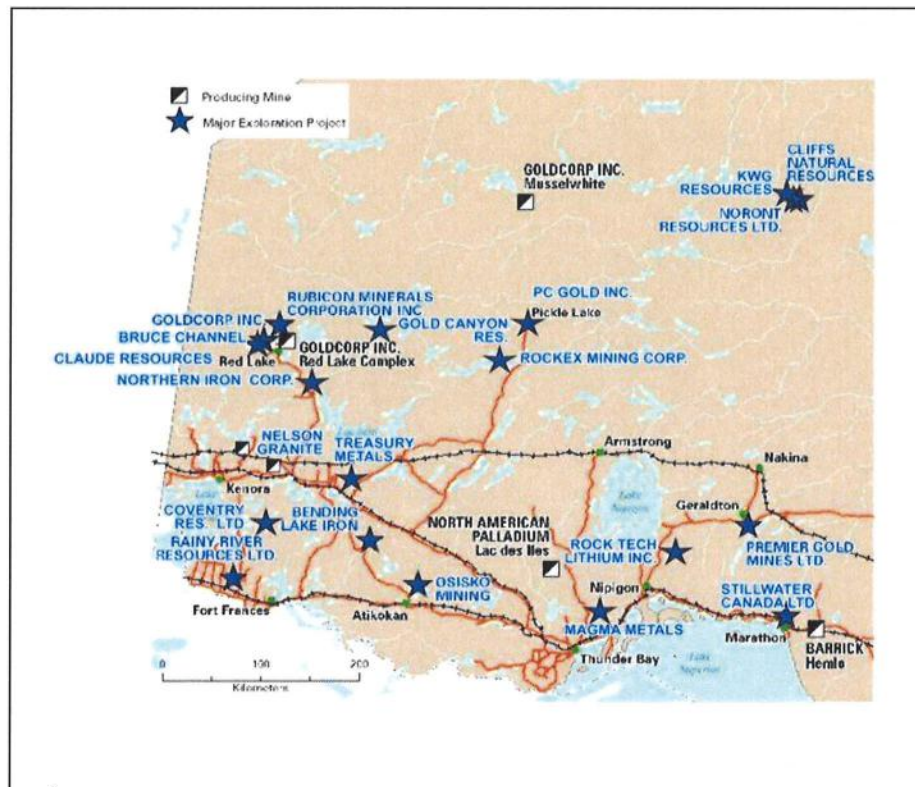 Producing Mine
Major Exploration Project
CLIFFS
NATURAL
RESOURCES
KWG
RESOURCES
NORONT
RESOURCES LTD.
GOLDCORP INC.
Musselwhite
RUBICON MINERALS
CORPORATION INC
GOLDCORP INC
BRUCE CHANNEL
CLAUDE RESOURCES
Red Lake
GOLDCORP INC.
Red Lake Complex
NORTHERN IRON CORP.
GOLD CANYON
RES.
PC GOLD INC.
Pickle Lake
ROCKEX MINING CORP.
NELSON
GRANITE
TREASURY
METALS
Armstrong
Nakina
Kenora
Lake
Nipigon
Geraldton
COVENTRY
RES. LTD
RAINY RIVER
RESOURCES LTD.
BENDING
LAKE IRON
NORTH AMERICAN
PALLADIUM
Lac des Iles
ROCK TECH
LITHIUM INC.
PREMIER GOLD
MINES LTD.
OSISKO
MINING
Nipigon
STILLWATER
CANADA LTD
Fort Frances
Atikokan
MAGMA METALS
Marathon
BARRICK
Hemlo
Thunder Bay
Lake
Superior
0 100 200
Kilometers